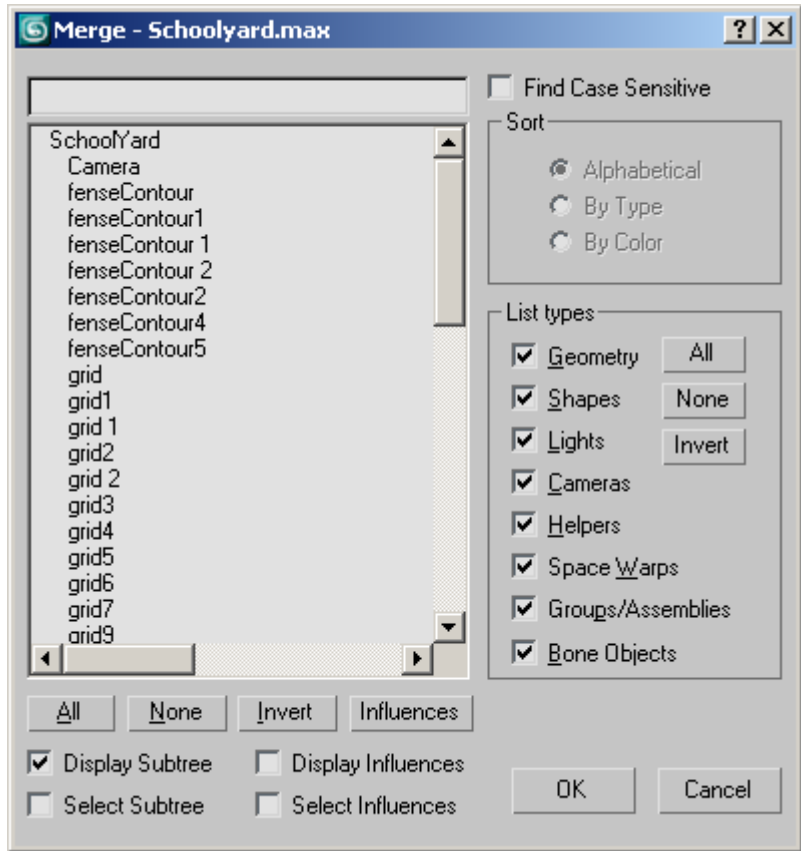 Merge - Schoolyard.max
Find Case Sensitive
SchoolYard
Camera
fenseContour
fenseContour1
fenseContour 1
fenseContour 2
fenseContour2
fenseContour4
fenseContour5
grid
grid1
grid 1
grid2
grid 2
grid3
grid4
grid5
grid6
grid7
grid9
Sort
Alphabetical
By Type
By Color
List types
Geometry All
Shapes None
Lights Invert
Cameras
Helpers
Space Warps
Groups/Assemblies
Bone Objects
All None Invert Influences
Display Subtree Display Influences
Select Subtree Select Influences
OK Cancel